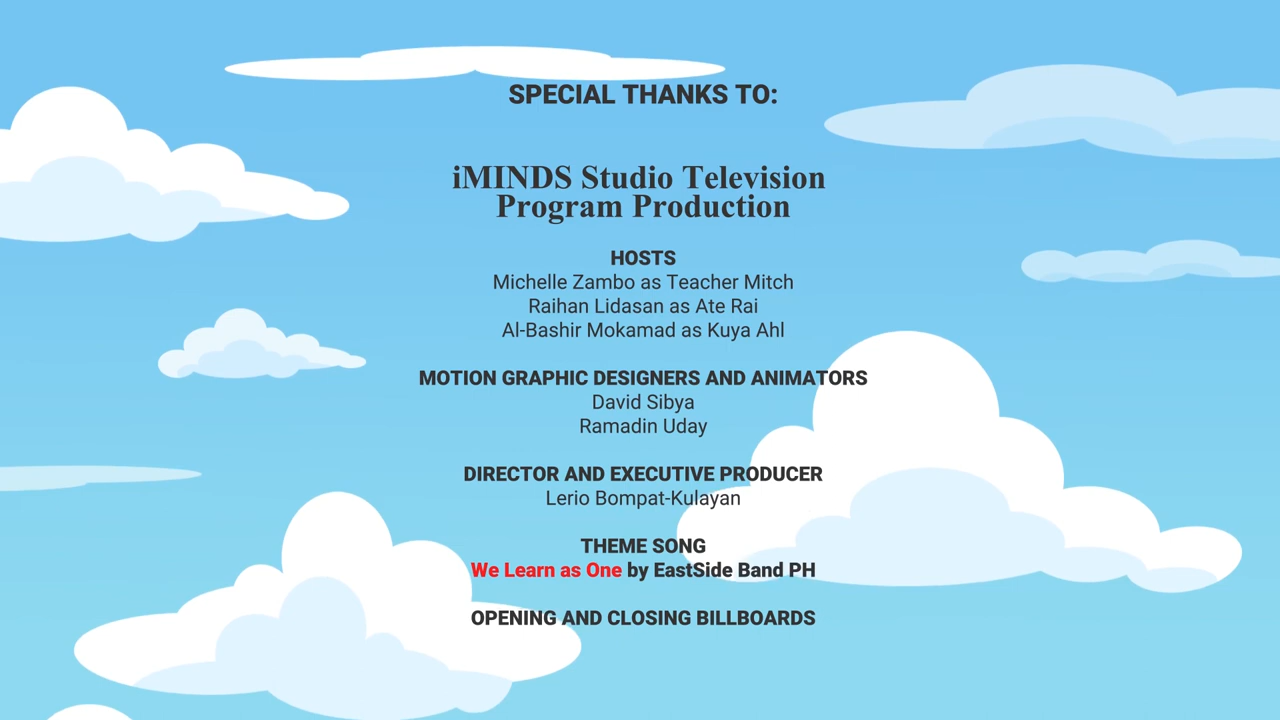 SPECIAL THANKS TO:
iMINDS Studio Television
Program Production
HOSTS
Michelle Zambo as Teacher Mitch
Raihan Lidasan as Ate Rai
Al-Bashir Mokamad as Kuya Ahl
MOTION GRAPHIC DESIGNERS AND ANIMATORS
David Sibya
Ramadin Uday
DIRECTOR AND EXECUTIVE PRODUCER
Lerio Bompat-Kulayan
THEME SONG
We Learn as One by EastSide Band PH
OPENING AND CLOSING BILLBOARDS